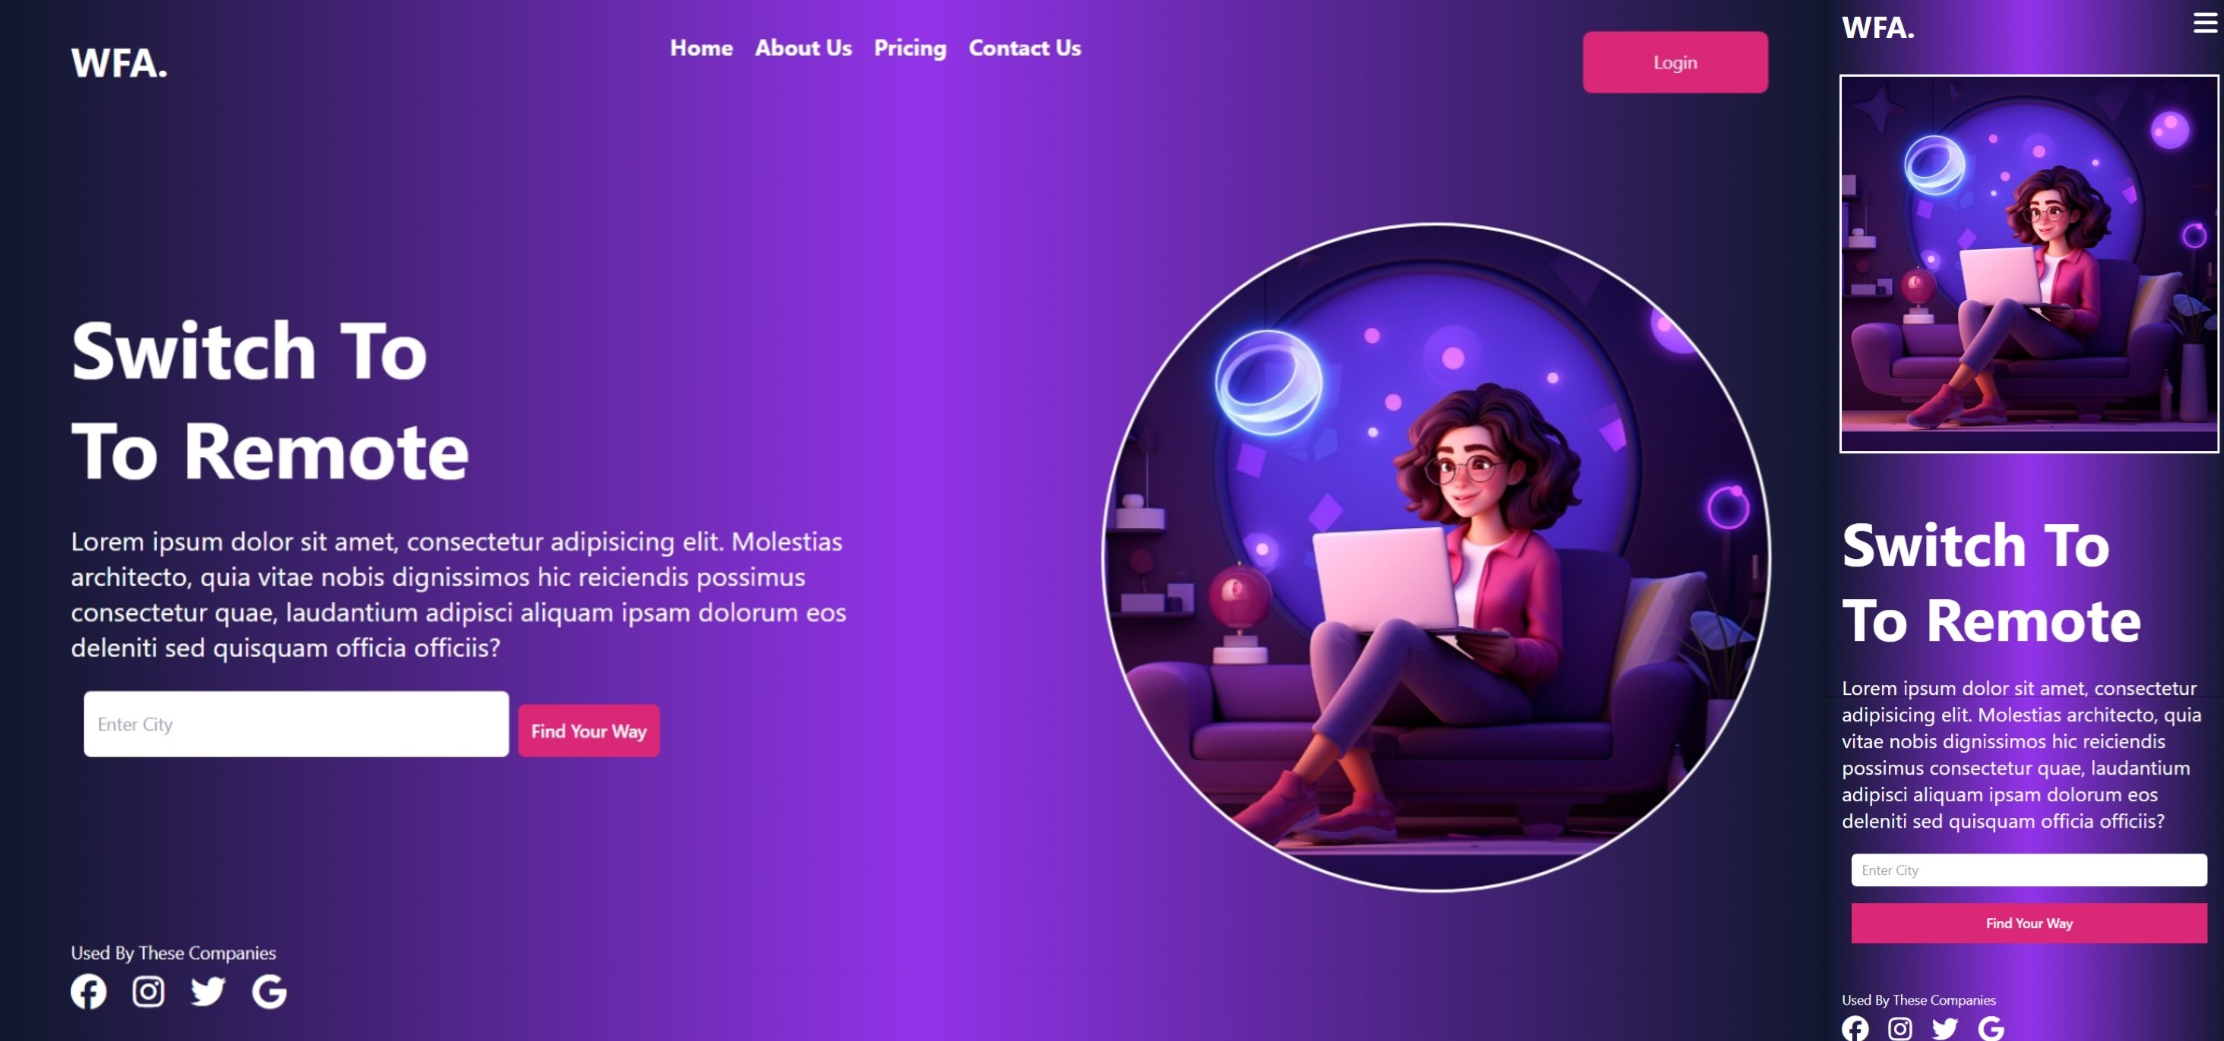 WFA.
Home About Us Pricing Contact Us
Login
Switch To
To Remote
Lorem ipsum dolor sit amet, consectetur adipisicing elit. Molestias
architecto, quia vitae nobis dignissimos hic reiciendis possimus
consectetur quae, laudantium adipisci aliquam ipsam dolorum eos
deleniti sed quisquam officia officiis?
Enter City
Find Your Way
Used By These Companies
WFA.
Switch To
To Remote
Lorem ipsum dolor sit amet, consectetur
adipisicing elit. Molestias architecto, quia
vitae nobis dignissimos hic reiciendis
possimus consectetur quae, laudantium
adipisci aliquam ipsam dolorum eos
deleniti sed quisquam officia officiis?
Enter City
Find Your Way
Used By These Companies